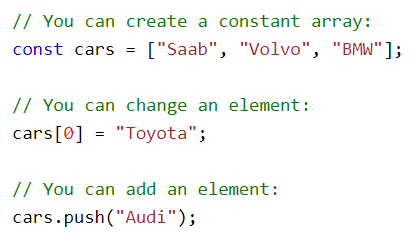 // You can create a constant array:
const cars = ["Saab", "Volvo", "BMW"];
// You can change an element:
cars[0] = "Toyota";
// You can add an element:
cars.push("Audi");